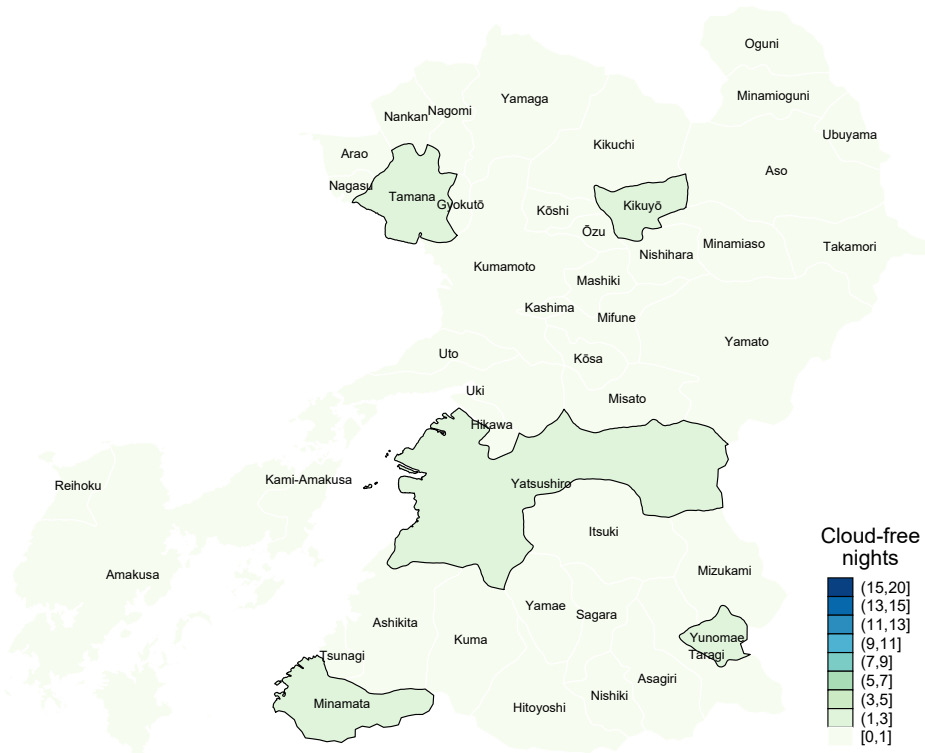 Oguni
Minamioguni
Yamaga
Nagomi
Nankan
Ubuyama
Kikuchi
Arao
Aso
Nagasu
Tamana
Gyokutō
Kōshi
Kikuyō
Ōzu
Nishihara
Minamiaso
Takamori
Kumamoto
Mashiki
Kashima
Mifune
Yamato
Uto
Kōsa
Uki
Misato
Hikawa
Kami-Amakusa
Reihoku
Yatsushiro
Itsuki
Mizukami
Amakusa
Yamae
Sagara
Ashikita
Kuma
Yunomae
Taragi
Tsunagi
Asagiri
Nishiki
Minamata
Hitoyoshi
Cloud-free
nights
(15,20]
(13,15]
(11,13]
(9,11]
(7,9]
(5,7]
(3,5]
(1,3]
[0,1]